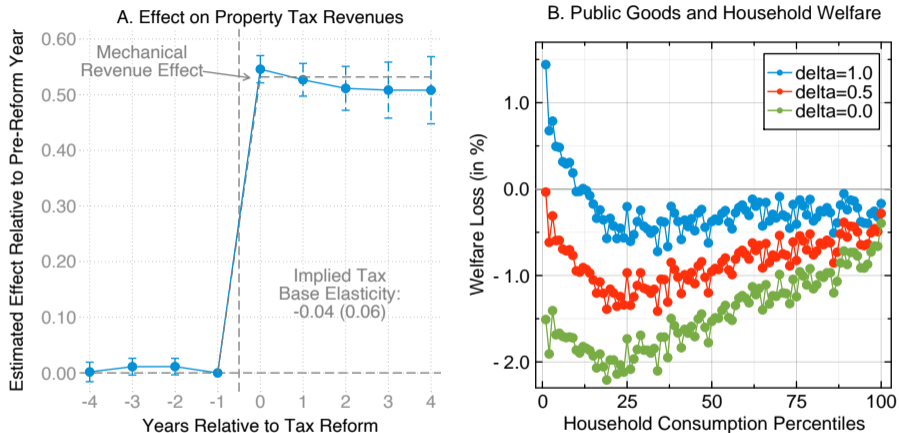 A. Effect on Property Tax Revenues
Estimated Effect Relative to Pre-Reform Year
0.60
0.50
0.40
0.30
0.20
0.10
0.00
Mechanical
Revenue Effect
Implied Tax
Base Elasticity:
-0.04 (0.06)
-4 -3 -2 -1 0 1 2 3 4
Years Relative to Tax Reform
B. Public Goods and Household Welfare
Welfare Loss (in %)
1.0
0.0
- 1.0
- 2.0
delta=1.0
delta=0.5
delta=0.0
0 25 50 75 100
Household Consumption Percentiles